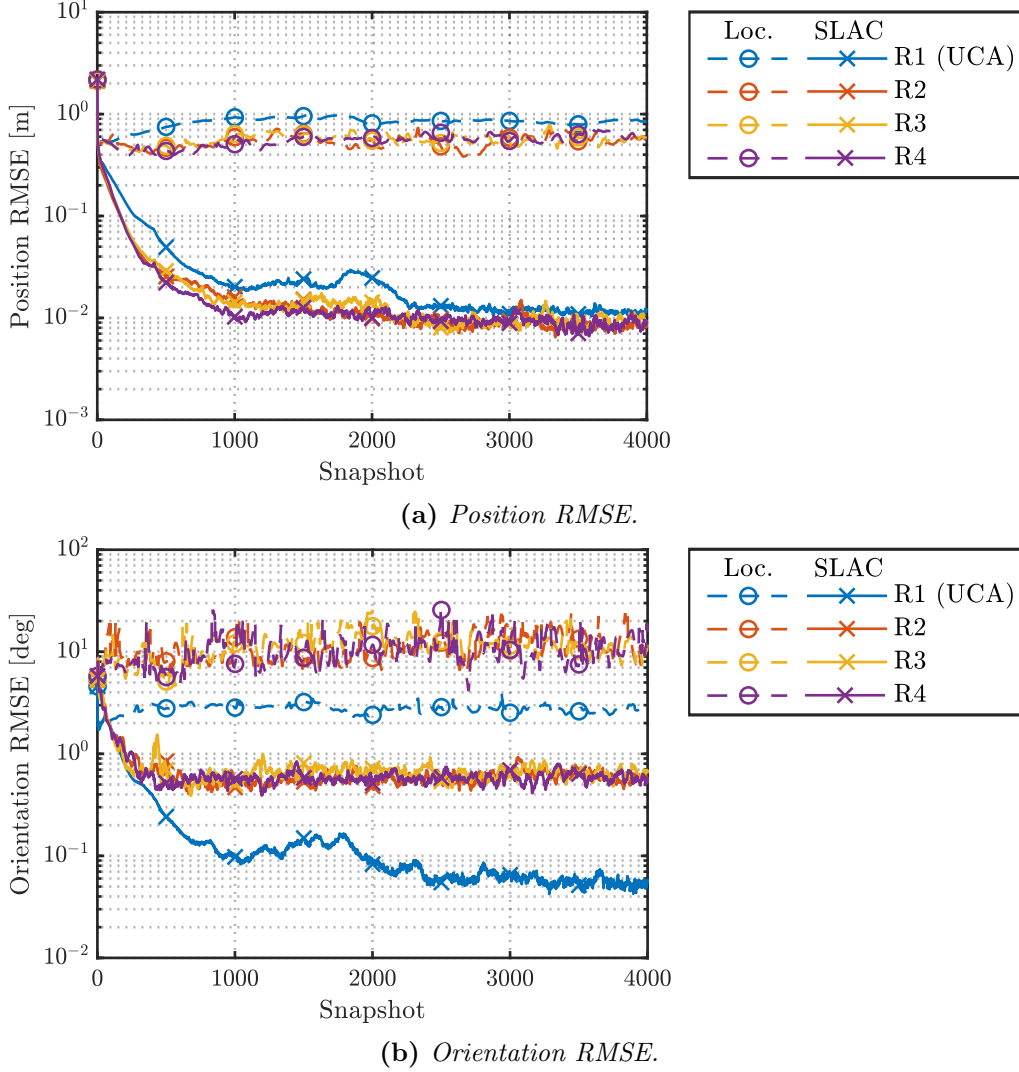 10^1
10^0
10^-1
10^-2
10^-3
Position RMSE [m]
0 1000 2000 3000 4000
Snapshot
Loc. SLAC
R1 (UCA)
R2
R3
R4
(a) Position RMSE.
10^2
10^1
10^0
10^-1
10^-2
Orientation RMSE [deg]
0 1000 2000 3000 4000
Snapshot
Loc. SLAC
R1 (UCA)
R2
R3
R4
(b) Orientation RMSE.